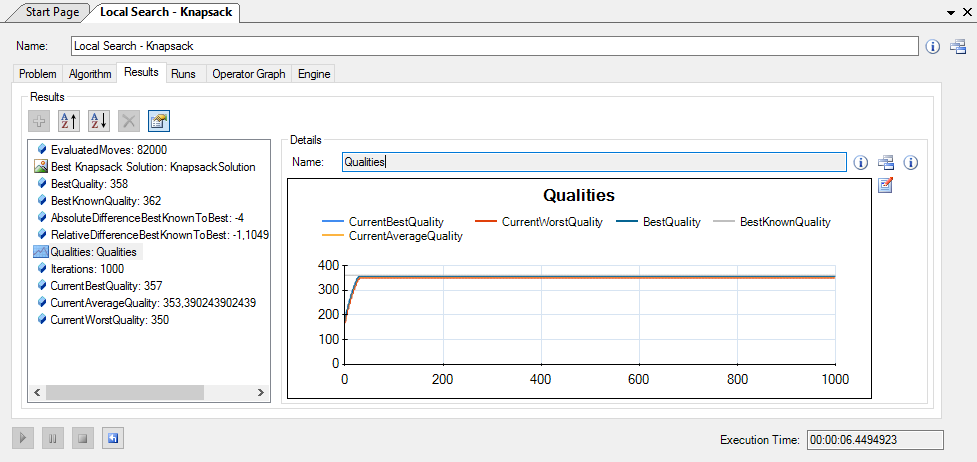 Start Page
Local Search - Knapsack
Name: Local Search - Knapsack
Problem Algorithm Results Runs Operator Graph Engine
Results
EvaluatedMoves: 82000
Best Knapsack Solution: KnapsackSolution
BestQuality: 358
BestKnownQuality: 362
AbsoluteDifferenceBestKnownToBest: -4
RelativeDifferenceBestKnownToBest: -1,1049
Qualities: Qualities
Iterations: 1000
CurrentBestQuality: 357
CurrentAverageQuality: 353,390243902439
CurrentWorstQuality: 350
Details
Name: Qualities
Qualities
CurrentBestQuality CurrentWorstQuality BestQuality BestKnownQuality
CurrentAverageQuality
400
300
200
100
0
0 200 400 600 800 1000
Execution Time: 00:00:06.4494923